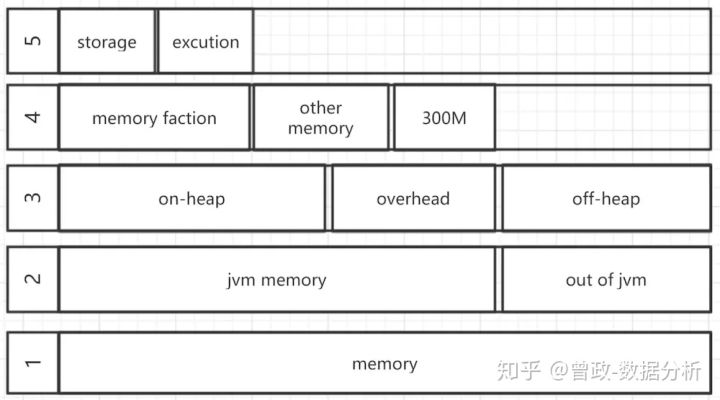 5
storage
excution
4
memory faction
other
memory
300M
3
on-heap
overhead
off-heap
2
jvm memory
out of jvm
1
memory
知乎 @曾政-数据分析